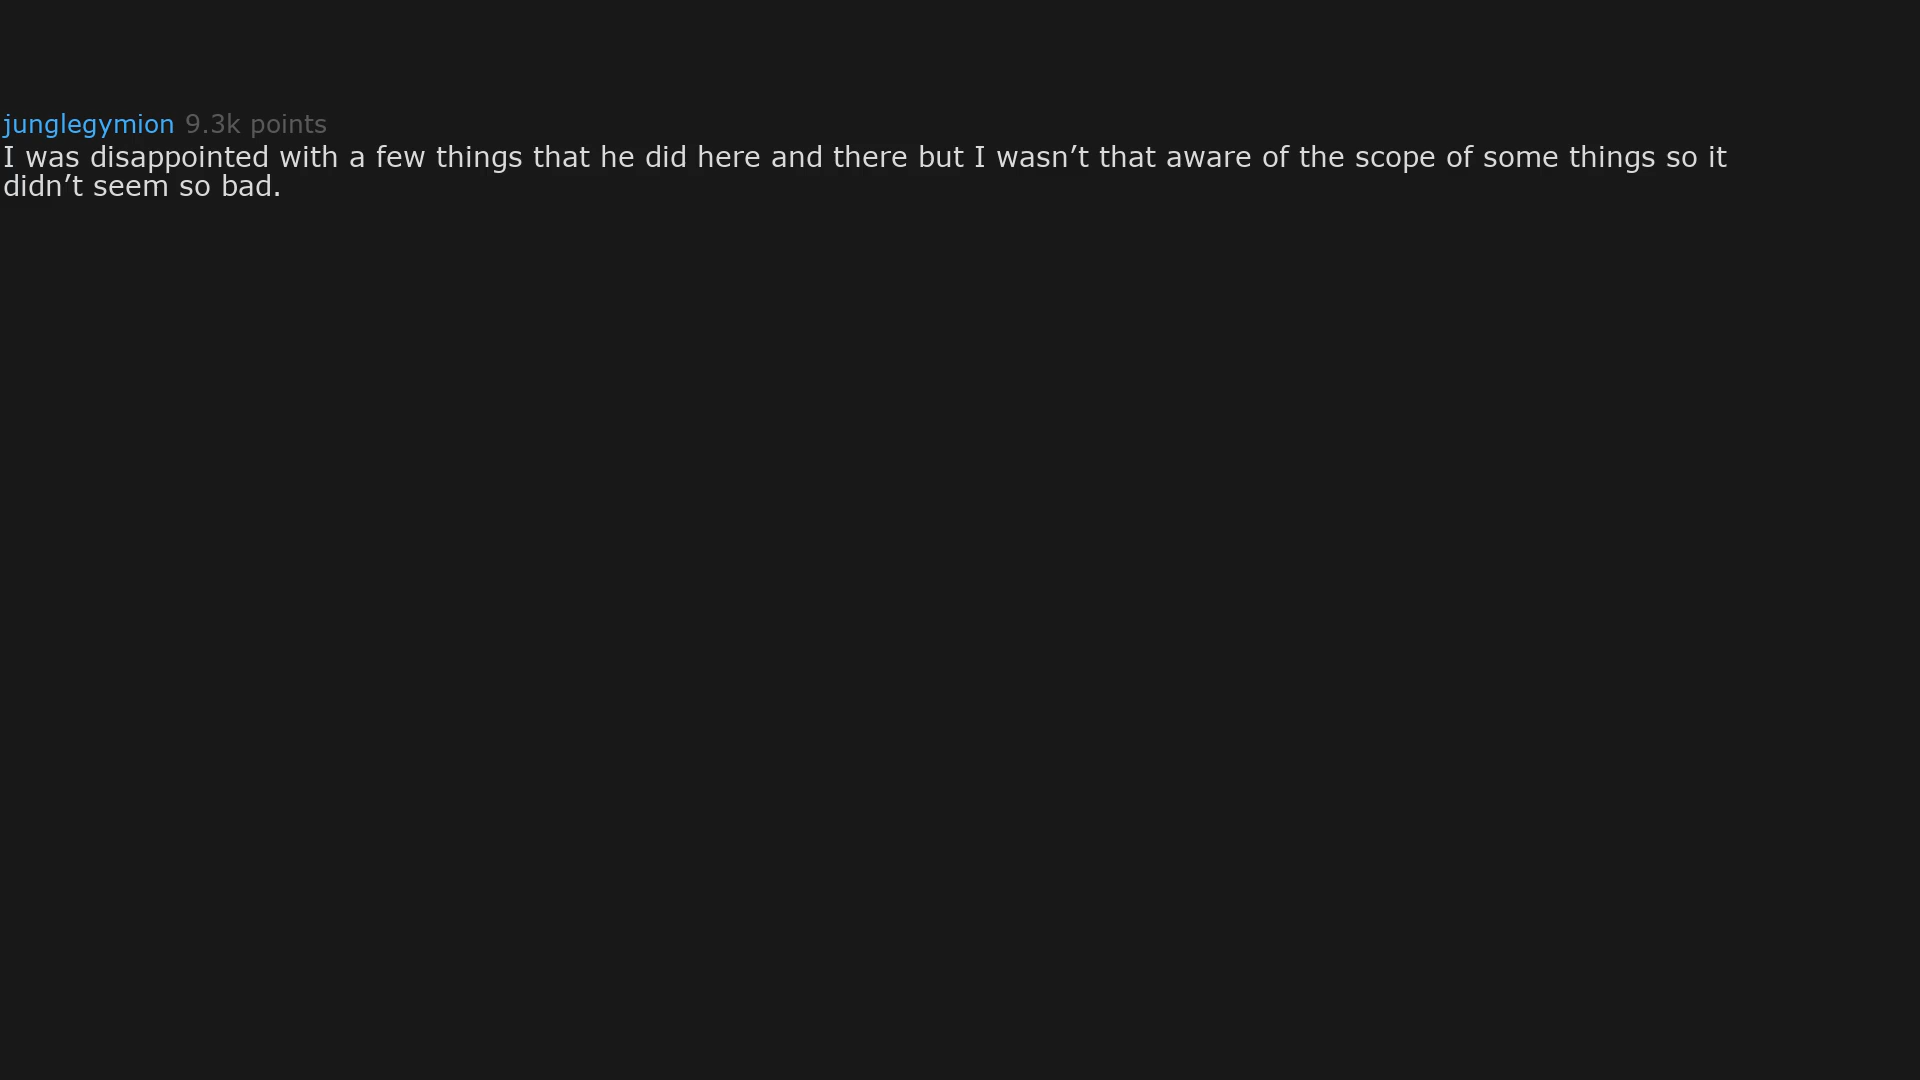 junglegymion 9.3k points
I was disappointed with a few things that he did here and there but I wasn’t that aware of the scope of some things so it
didn’t seem so bad.